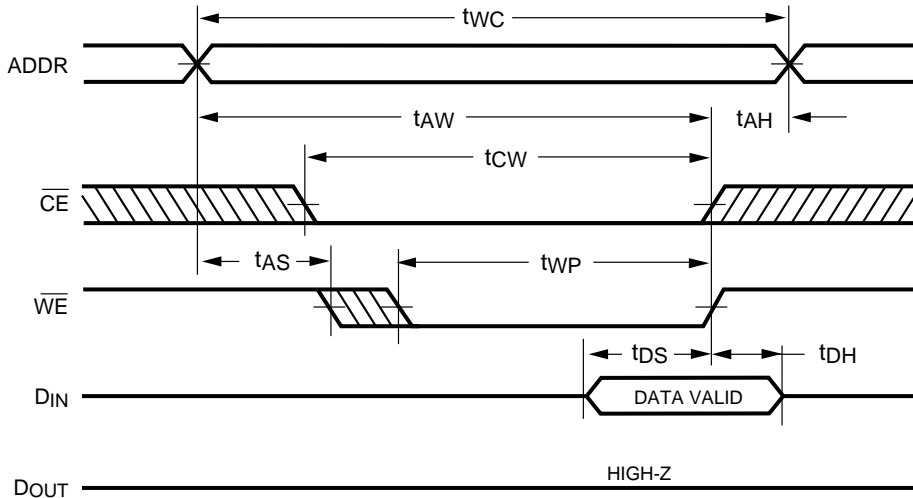 tWC
ADDR
tAW
tAH
tCW
CE
tAS
tWP
WE
tDS
tDH
DIN
DATA VALID
HIGH-Z
DOUT